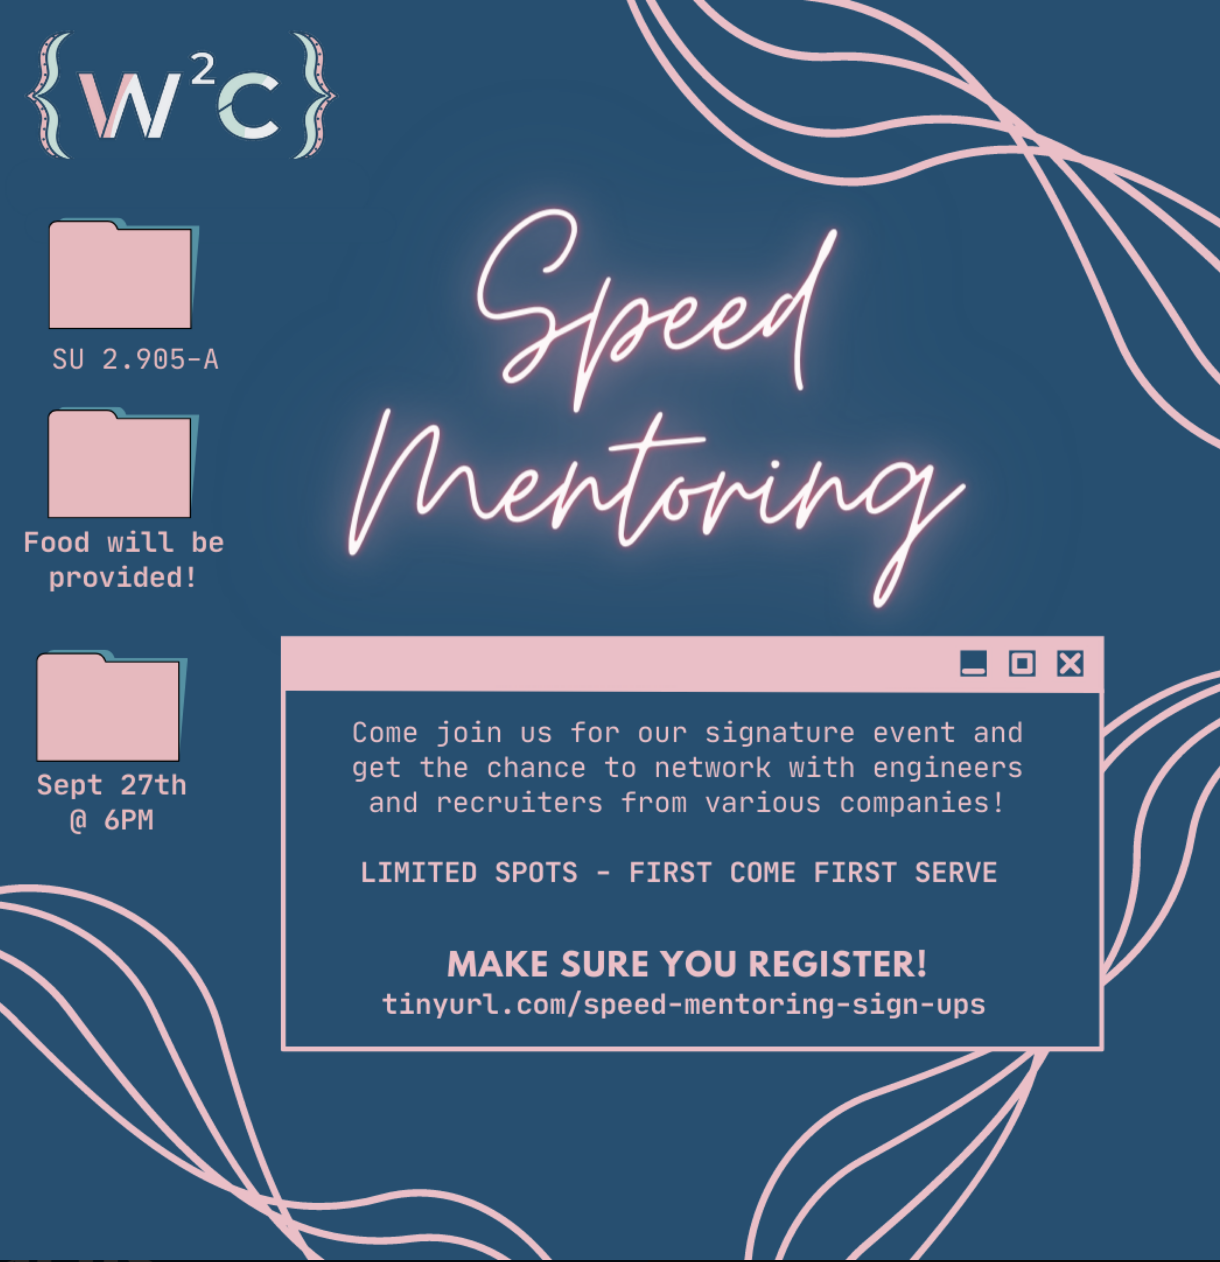 {W²C}
Speed
Mentoring
SU 2.905-A
Food will be
provided!
Sept 27th
@ 6PM
Come join us for our signature event and
get the chance to network with engineers
and recruiters from various companies!
LIMITED SPOTS - FIRST COME FIRST SERVE
MAKE SURE YOU REGISTER!
tinyurl.com/speed-mentoring-sign-ups